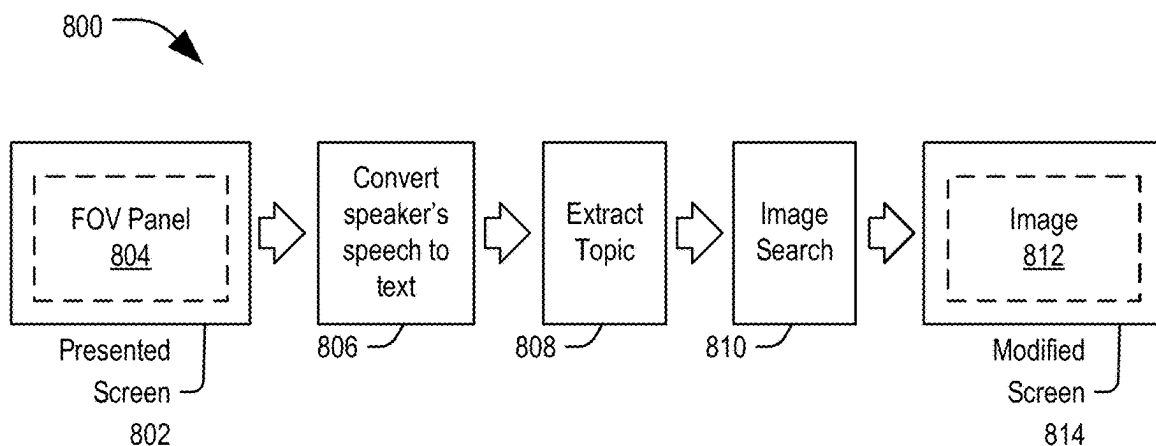 800
FOV Panel
804
Presented
Screen
802
Convert
speaker's
speech to
text
806
Extract
Topic
808
Image
Search
810
Image
812
Modified
Screen
814